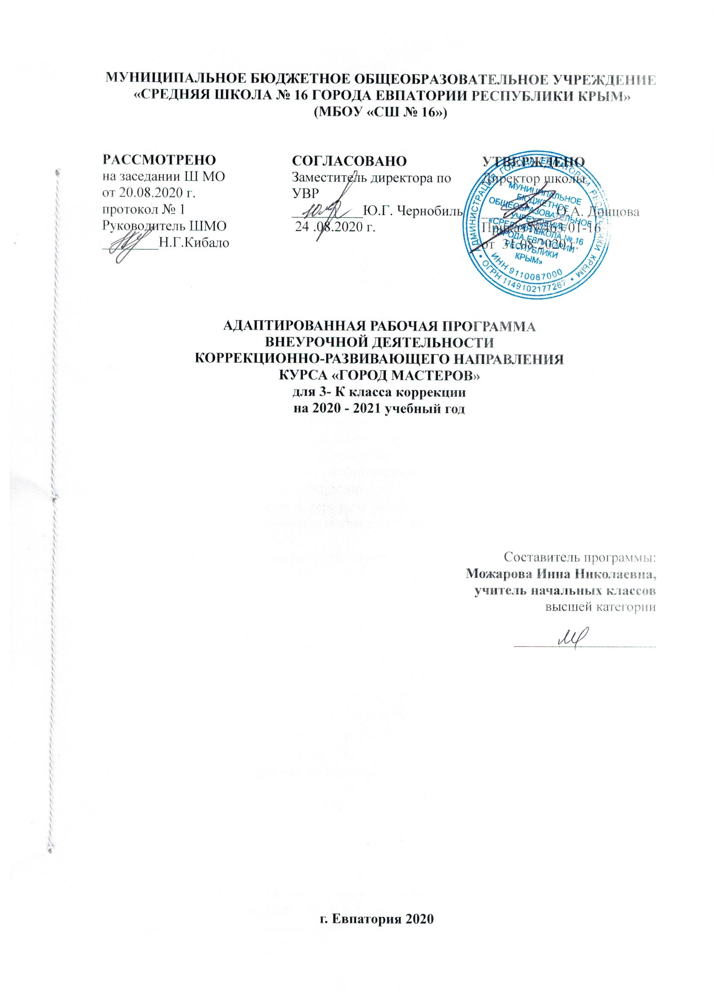 МУНИЦИПАЛЬНОЕ БЮДЖЕТНОЕ ОБЩЕОБРАЗОВАТЕЛЬНОЕ УЧРЕЖДЕНИЕ
«СРЕДНЯЯ ШКОЛА № 16 ГОРОДА ЕВПАТОРИИ РЕСПУБЛИКИ КРЫМ»
(МБОУ «СШ № 16»)
РАССМОТРЕНО
на заседании Ш МО
от 20.08.2020 г.
протокол № 1
Руководитель ШМО
________Н.Г.Кибало
СОГЛАСОВАНО
Заместитель директора по
УВР
__________Ю.Г. Чернобиль
24 .08.2020 г.
УТВЕРЖДЕНО
Директор школы
__________ О.А. Донцова
Приказ №463/01-16
от 31.08.2020 г.
АДМИНИСТРАЦИЯ ГОРОДА ЕВПАТОРИИ РЕСПУБЛИКИ КРЫМ
• ОГРН 1149102177267 •
МУНИЦИПАЛЬНОЕ
БЮДЖЕТНОЕ
ОБЩЕОБРАЗОВАТЕЛЬНОЕ
УЧРЕЖДЕНИЕ
«СРЕДНЯЯ ШКОЛА № 16
ГОРОДА ЕВПАТОРИИ
РЕСПУБЛИКИ
КРЫМ»
ИНН 9110087000
АДАПТИРОВАННАЯ РАБОЧАЯ ПРОГРАММА
ВНЕУРОЧНОЙ ДЕЯТЕЛЬНОСТИ
КОРРЕКЦИОННО-РАЗВИВАЮЩЕГО НАПРАВЛЕНИЯ
КУРСА «ГОРОД МАСТЕРОВ»
для 3- К класса коррекции
на 2020 - 2021 учебный год
Составитель программы:
Можарова Инна Николаевна,
учитель начальных классов
высшей категории
г. Евпатория 2020